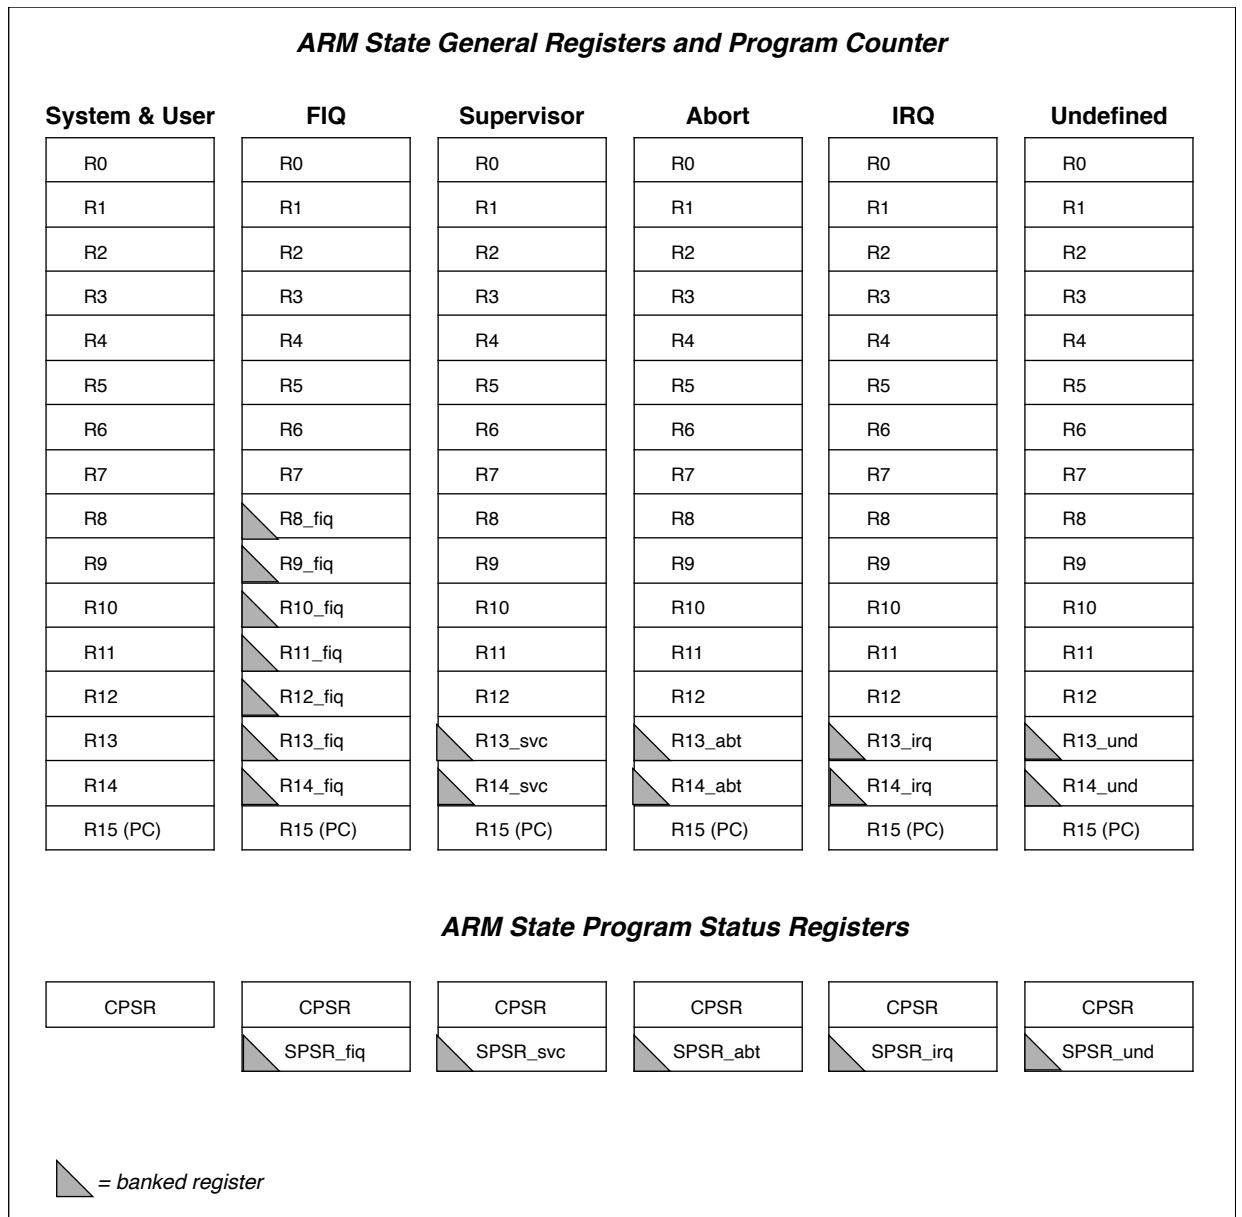 ARM State General Registers and Program Counter
System & User FIQ Supervisor Abort IRQ Undefined
R0 R0 R0 R0 R0 R0
R1 R1 R1 R1 R1 R1
R2 R2 R2 R2 R2 R2
R3 R3 R3 R3 R3 R3
R4 R4 R4 R4 R4 R4
R5 R5 R5 R5 R5 R5
R6 R6 R6 R6 R6 R6
R7 R7 R7 R7 R7 R7
R8 R8_fiq R8 R8 R8 R8
R9 R9_fiq R9 R9 R9 R9
R10 R10_fiq R10 R10 R10 R10
R11 R11_fiq R11 R11 R11 R11
R12 R12_fiq R12 R12 R12 R12
R13 R13_fiq R13_svc R13_abt R13_irq R13_und
R14 R14_fiq R14_svc R14_abt R14_irq R14_und
R15 (PC) R15 (PC) R15 (PC) R15 (PC) R15 (PC) R15 (PC)
ARM State Program Status Registers
CPSR CPSR CPSR CPSR CPSR CPSR
SPSR_fiq SPSR_svc SPSR_abt SPSR_irq SPSR_und
= banked register